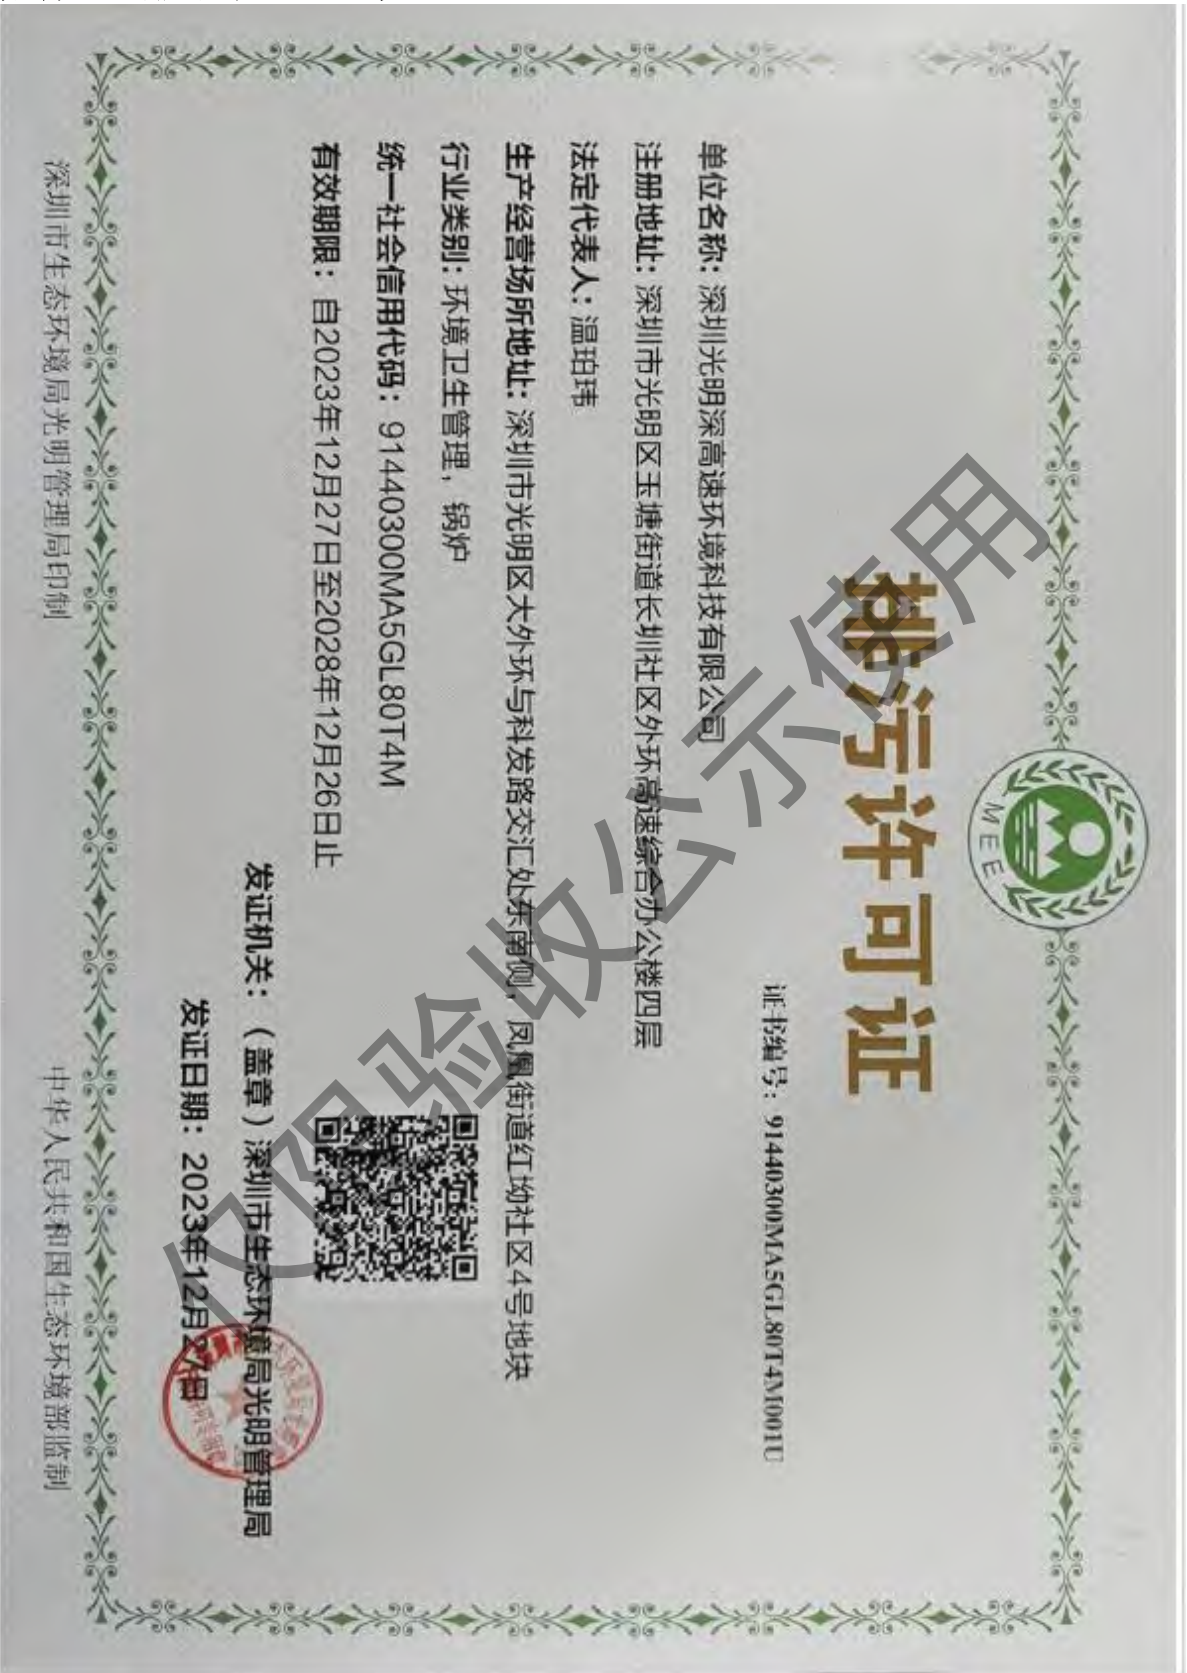 MEE
排污许可证
证书编号：91440300MA5GL80T4M001U
单位名称：深圳光明深高速环境科技有限公司
注册地址：深圳市光明区玉塘街道长圳社区外环高速综合办公楼四层
法定代表人：温珀玮
生产经营场所地址：深圳市光明区大外环与科发路交汇处东南侧，凤凰街道红坳社区4号地块
行业类别：环境卫生管理，锅炉
统一社会信用代码：91440300MA5GL80T4M
有效期限：自2023年12月27日至2028年12月26日止
发证机关：（盖章）深圳市生态环境局光明管理局
发证日期：2023年12月27日
深圳市生态环境局光明管理局印制
中华人民共和国生态环境部监制
仅限验收公示使用